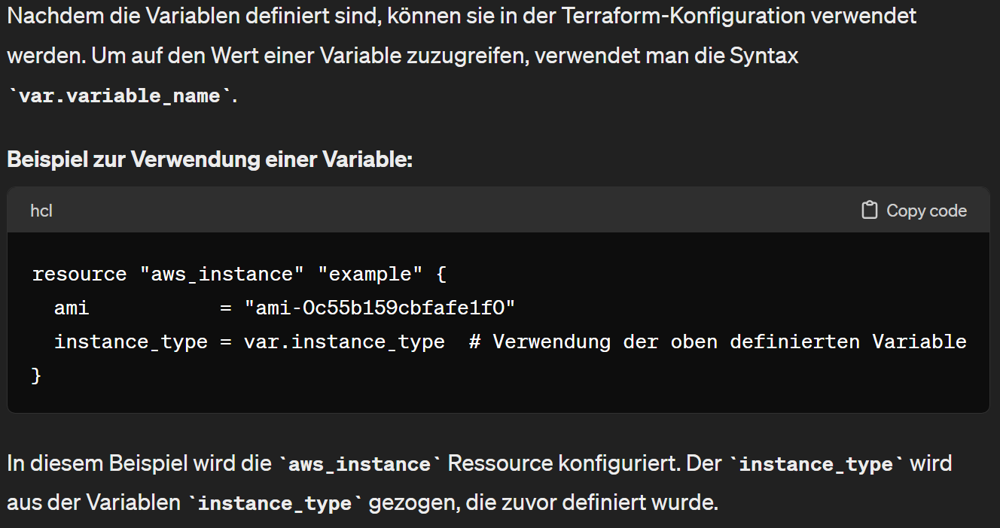 Nachdem die Variablen definiert sind, können sie in der Terraform-Konfiguration verwendet
werden. Um auf den Wert einer Variable zuzugreifen, verwendet man die Syntax
`var.variable_name`.
Beispiel zur Verwendung einer Variable:
hcl
Copy code
resource "aws_instance" "example" {
  ami           = "ami-0c55b159cbfafe1f0"
  instance_type = var.instance_type  # Verwendung der oben definierten Variable
}
In diesem Beispiel wird die `aws_instance` Ressource konfiguriert. Der `instance_type` wird
aus der Variablen `instance_type` gezogen, die zuvor definiert wurde.